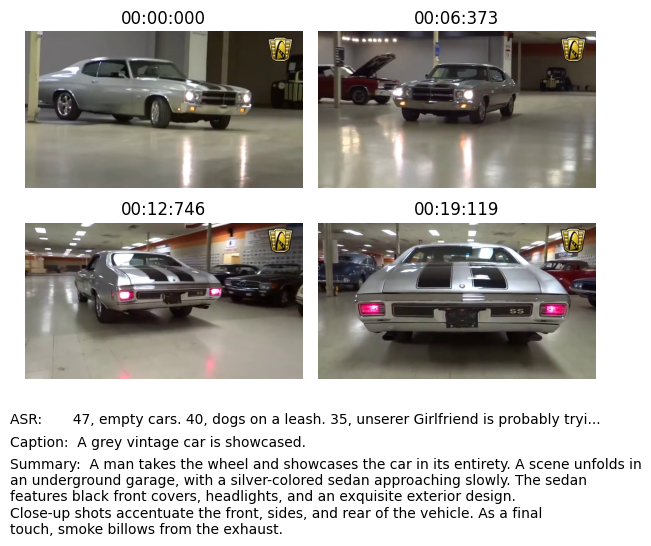 00:00:000
00:06:373
00:12:746
00:19:119
SS
ASR: 47, empty cars. 40, dogs on a leash. 35, unserer Girlfriend is probably tryi...
Caption: A grey vintage car is showcased.
Summary: A man takes the wheel and showcases the car in its entirety. A scene unfolds in
an underground garage, with a silver-colored sedan approaching slowly. The sedan
features black front covers, headlights, and an exquisite exterior design.
Close-up shots accentuate the front, sides, and rear of the vehicle. As a final
touch, smoke billows from the exhaust.